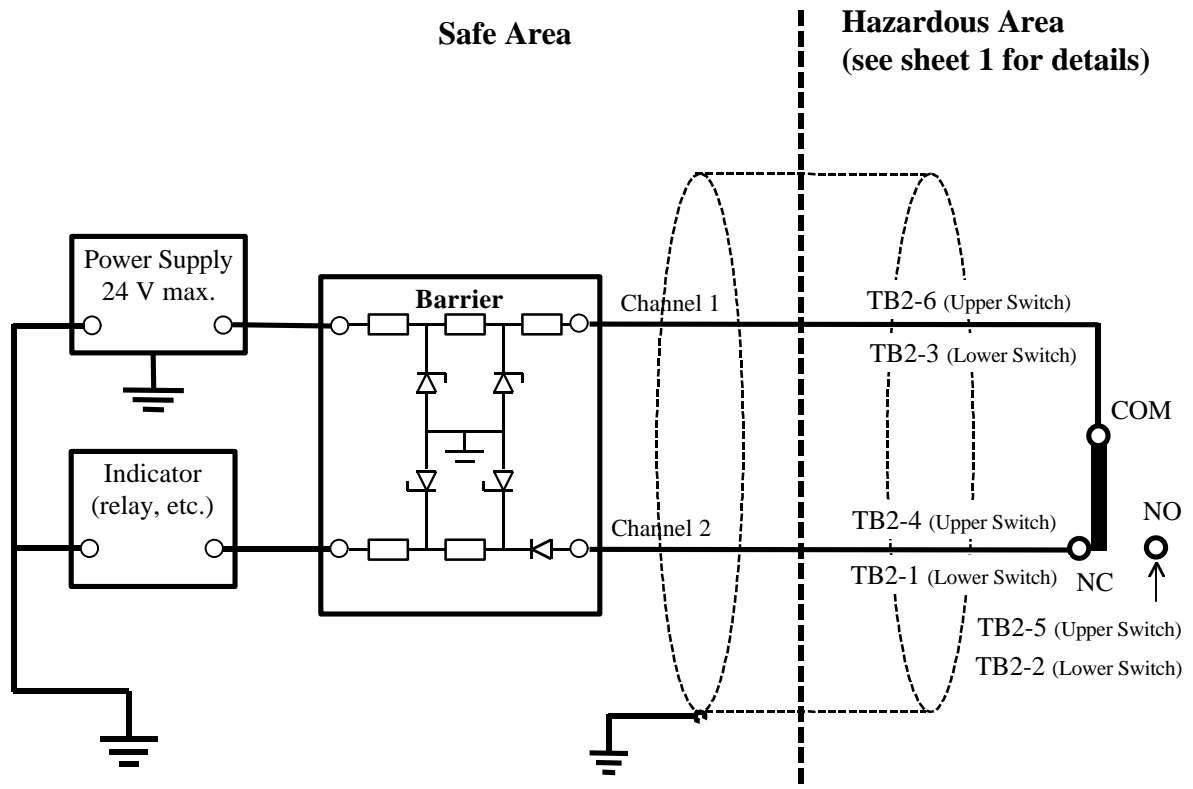 Safe Area
Hazardous Area
(see sheet 1 for details)
Power Supply
24 V max.
Barrier
Channel 1
TB2-6 (Upper Switch)
TB2-3 (Lower Switch)
COM
Indicator
(relay, etc.)
Channel 2
TB2-4 (Upper Switch)
NO
TB2-1 (Lower Switch)
NC
TB2-5 (Upper Switch)
TB2-2 (Lower Switch)